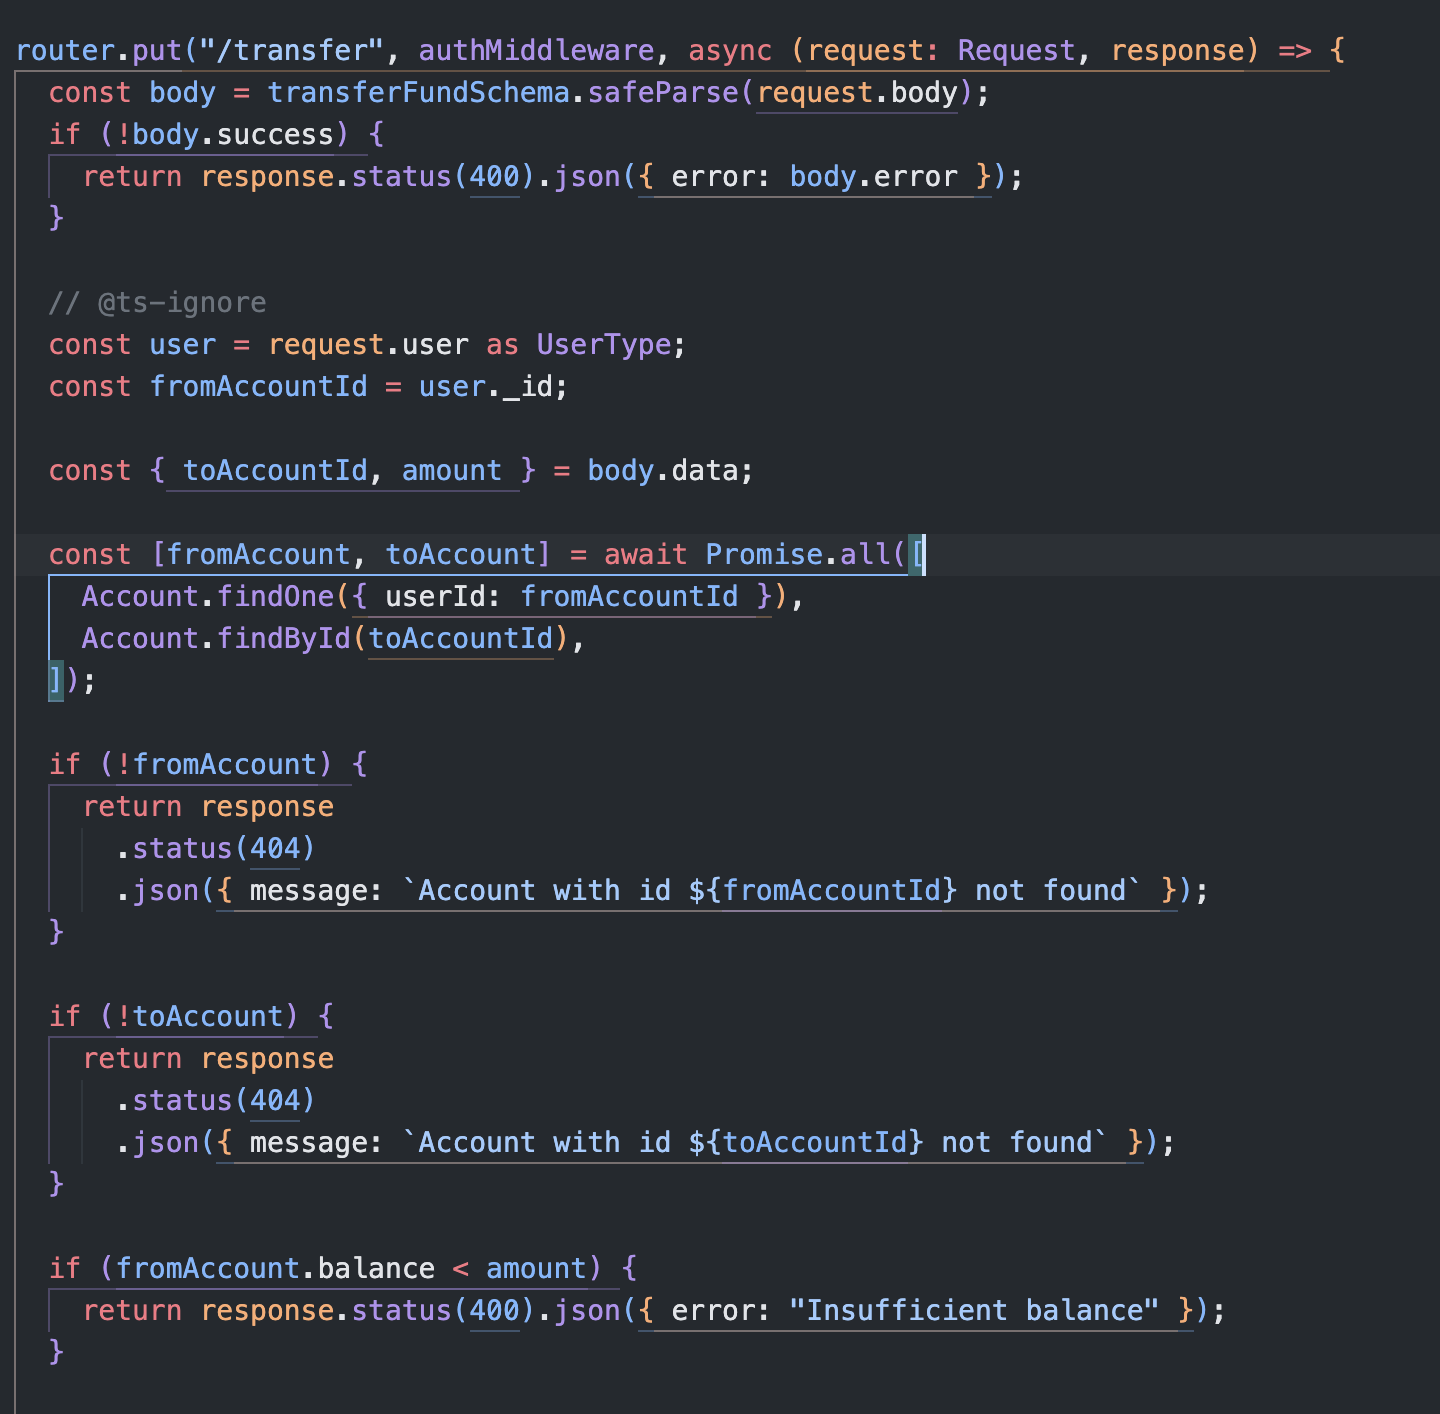 router.put("/transfer", authMiddleware, async (request: Request, response) => {
  const body = transferFundSchema.safeParse(request.body);
  if (!body.success) {
    return response.status(400).json({ error: body.error });
  }

  // @ts-ignore
  const user = request.user as UserType;
  const fromAccountId = user._id;

  const { toAccountId, amount } = body.data;

  const [fromAccount, toAccount] = await Promise.all([
    Account.findOne({ userId: fromAccountId }),
    Account.findById(toAccountId),
  ]);

  if (!fromAccount) {
    return response
      .status(404)
      .json({ message: `Account with id ${fromAccountId} not found` });
  }

  if (!toAccount) {
    return response
      .status(404)
      .json({ message: `Account with id ${toAccountId} not found` });
  }

  if (fromAccount.balance < amount) {
    return response.status(400).json({ error: "Insufficient balance" });
  }